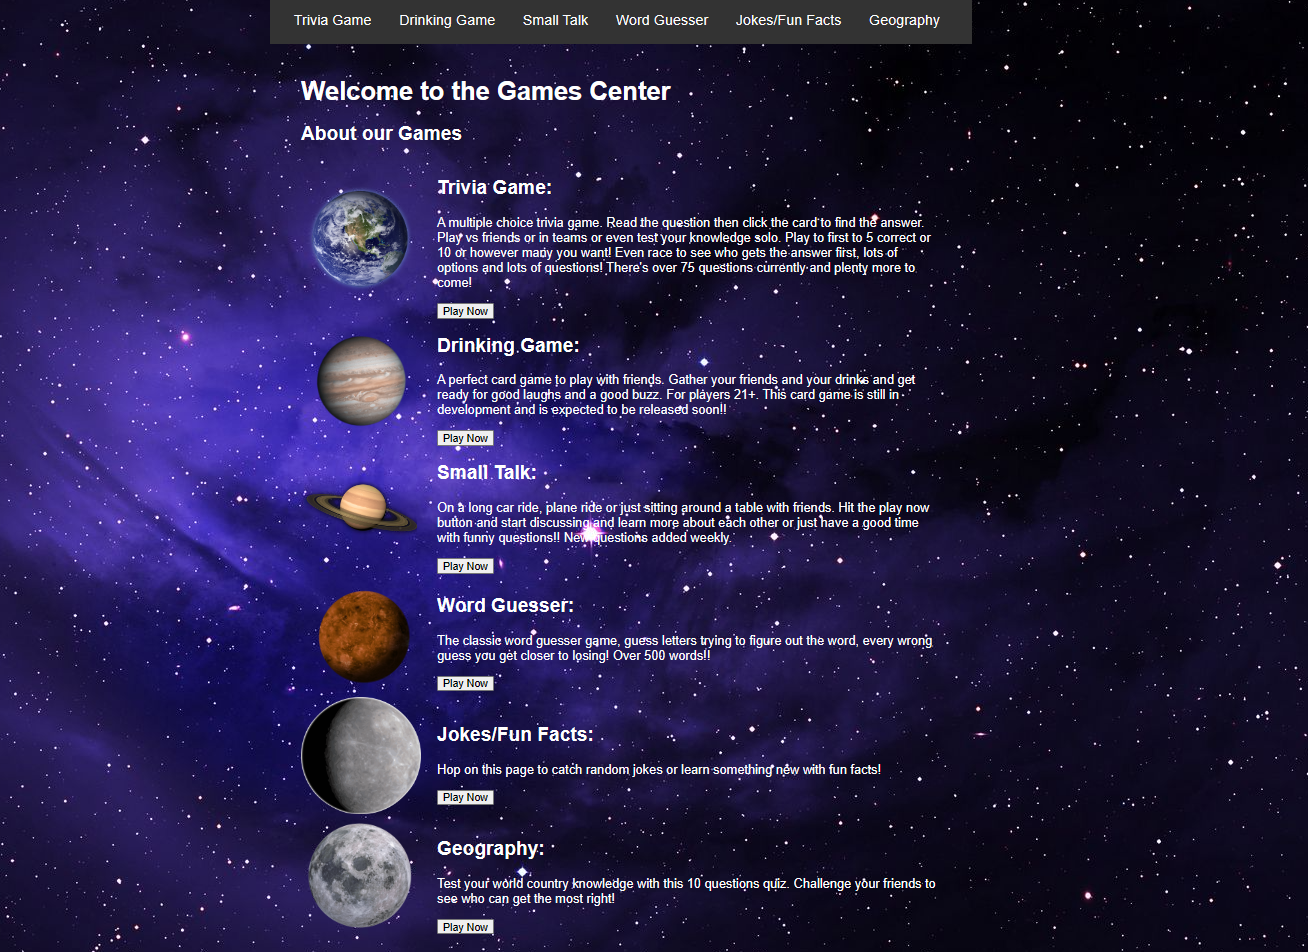 Trivia Game Drinking Game Small Talk Word Guesser Jokes/Fun Facts Geography
Welcome to the Games Center
About our Games
Trivia Game:
A multiple choice trivia game. Read the question then click the card to find the answer.
Play vs friends or in teams or even test your knowledge solo. Play to first to 5 correct or
10 or however many you want! Even race to see who gets the answer first, lots of
options and lots of questions! There's over 75 questions currently and plenty more to
come!
Play Now
Drinking Game:
A perfect card game to play with friends. Gather your friends and your drinks and get
ready for good laughs and a good buzz. For players 21+. This card game is still in
development and is expected to be released soon!!
Play Now
Small Talk:
On a long car ride, plane ride or just sitting around a table with friends. Hit the play now
button and start discussing and learn more about each other or just have a good time
with funny questions!! New questions added weekly.
Play Now
Word Guesser:
The classic word guesser game, guess letters trying to figure out the word, every wrong
guess you get closer to losing! Over 500 words!!
Play Now
Jokes/Fun Facts:
Hop on this page to catch random jokes or learn something new with fun facts!
Play Now
Geography:
Test your world country knowledge with this 10 questions quiz. Challenge your friends to
see who can get the most right!
Play Now